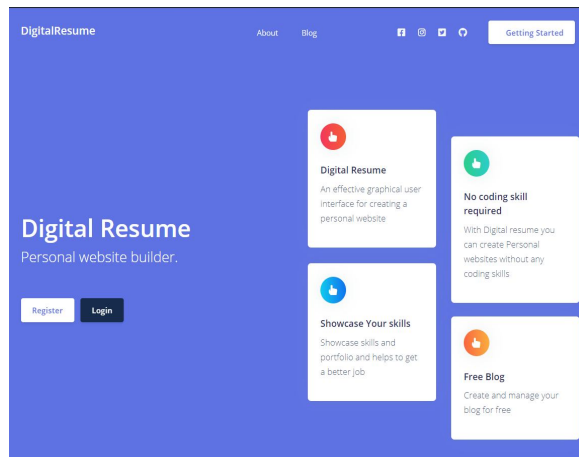 DigitalResume
About
Blog
Getting Started
Digital Resume
Personal website builder.
Register
Login
Digital Resume
An effective graphical user
interface for creating a
personal website
Showcase Your skills
Showcase skills and
portfolio and helps to get
a better job
No coding skill
required
With Digital resume you
can create Personal
websites without any
coding skills
Free Blog
Create and manage your
blog for free